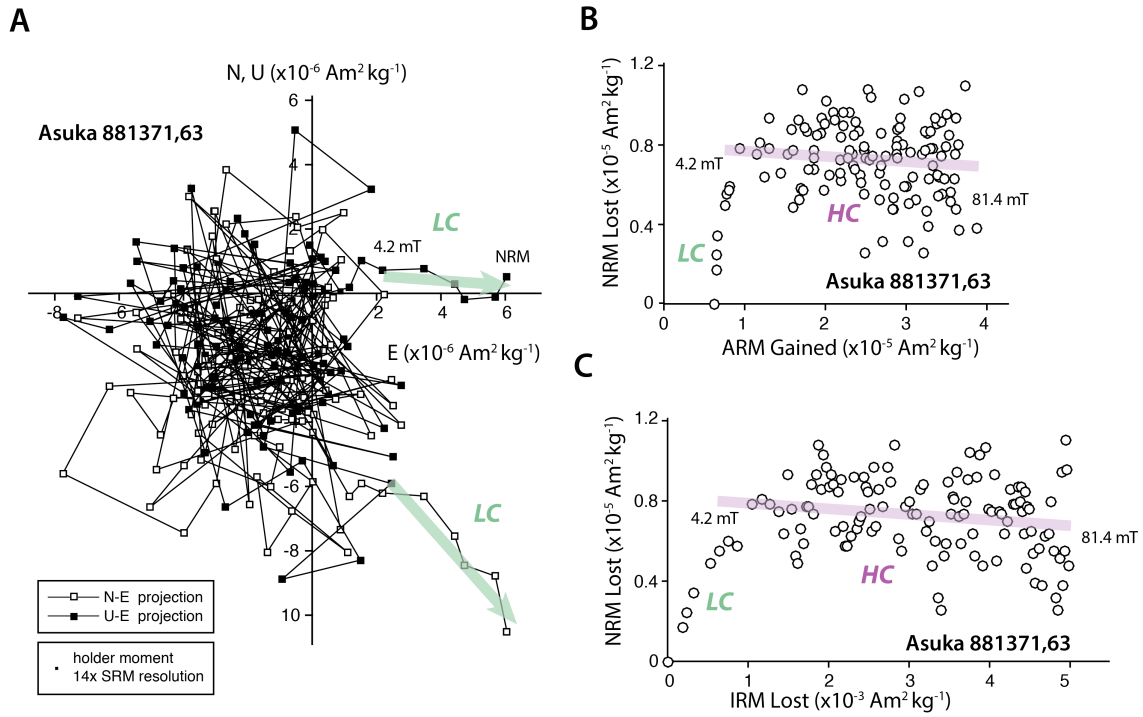 A
N, U (x10-6 Am2 kg-1)
Asuka 881371,63
6
4
2
LC
4.2 mT
NRM
-8
-6
2
4
6
E (x10-6 Am2 kg-1)
-6
LC
-8
10
N-E projection
U-E projection
holder moment
14x SRM resolution
B
NRM Lost (x10-5 Am2 kg-1)
1.2
0.8
0.4
0
4.2 mT
81.4 mT
HC
LC
Asuka 881371,63
0
1
2
3
4
ARM Gained (x10-5 Am2 kg-1)
C
NRM Lost (x10-5 Am2 kg-1)
1.2
0.8
0.4
0
4.2 mT
81.4 mT
HC
LC
Asuka 881371,63
0
1
2
3
4
5
IRM Lost (x10-3 Am2 kg-1)